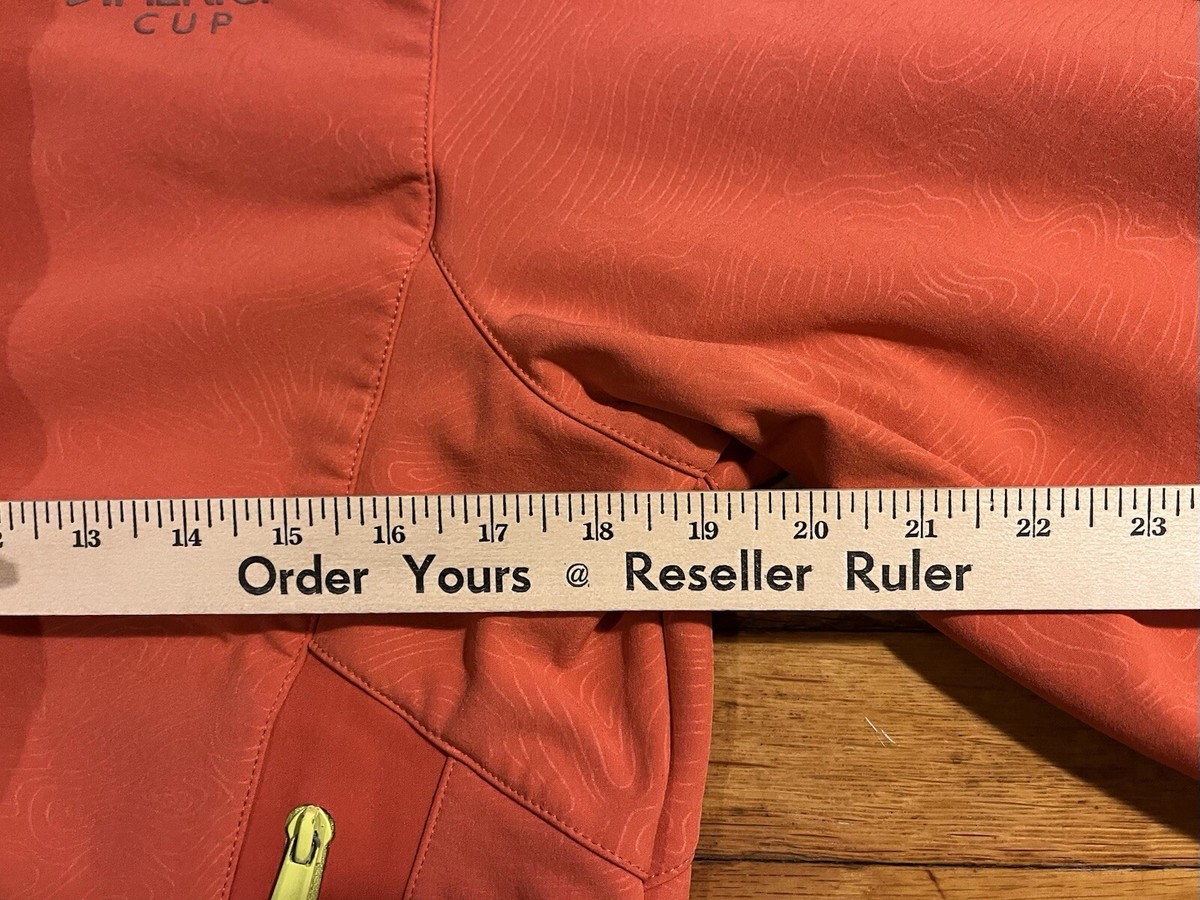 CUP
13 14 15 16 17 18 19 20 21 22 23
Order Yours @ Reseller Ruler